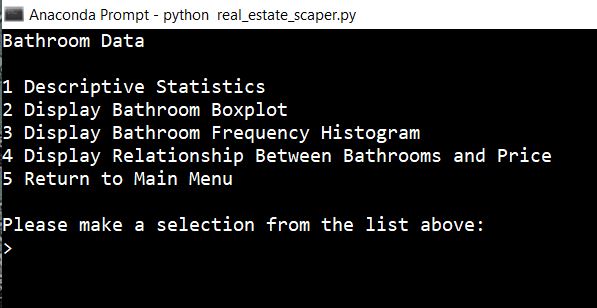 Anaconda Prompt - python  real_estate_scaper.py
Bathroom Data
1 Descriptive Statistics
2 Display Bathroom Boxplot
3 Display Bathroom Frequency Histogram
4 Display Relationship Between Bathrooms and Price
5 Return to Main Menu
Please make a selection from the list above:
>